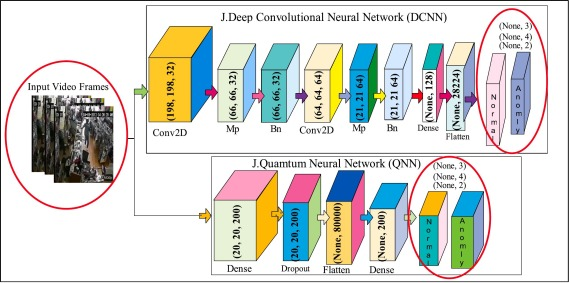 J.Deep Convolutional Neural Network (DCNN)
Input Video Frames
(198, 198, 32)
Conv2D
(66, 66, 32)
Mp
(66, 66, 32)
Bn
(64, 64, 64)
Conv2D
(21, 21 64)
Mp
(21, 21 64)
Bn
(None, 128)
Dense
(None, 28224)
Flatten
(None, 3)
(None, 4)
(None, 2)
Normal
Anomly
J.Quamtum Neural Network (QNN)
(20, 20, 200)
Dense
(20, 20, 200)
Dropout
(None, 80000)
Flatten
(None, 200)
Dense
(None, 3)
(None, 4)
(None, 2)
Normal
Anomly